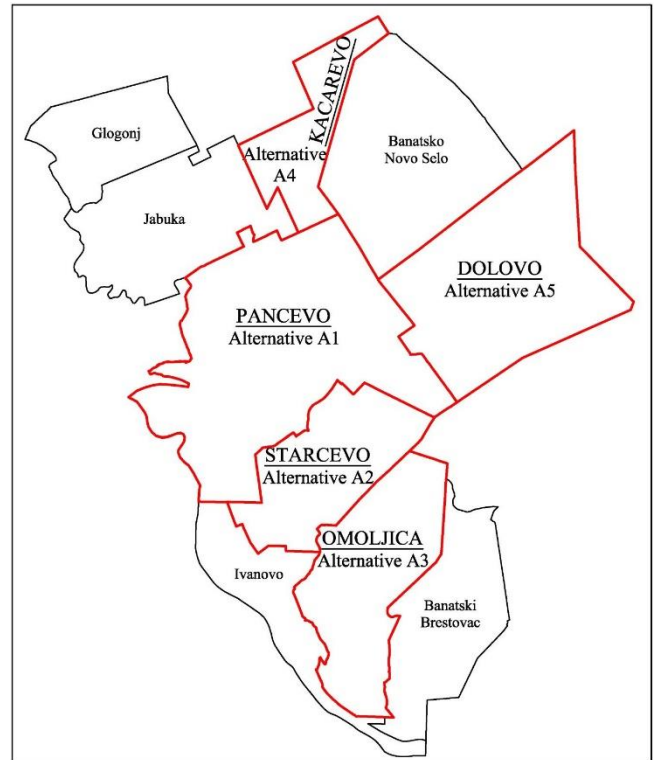 KACAREVO
Alternative
A4
Glogonj
Banatsko
Novo Selo
Jabuka
DOLOVO
Alternative A5
PANCEVO
Alternative A1
STARCEVO
Alternative A2
OMOLJICA
Alternative A3
Ivanovo
Banatski
Brestovac